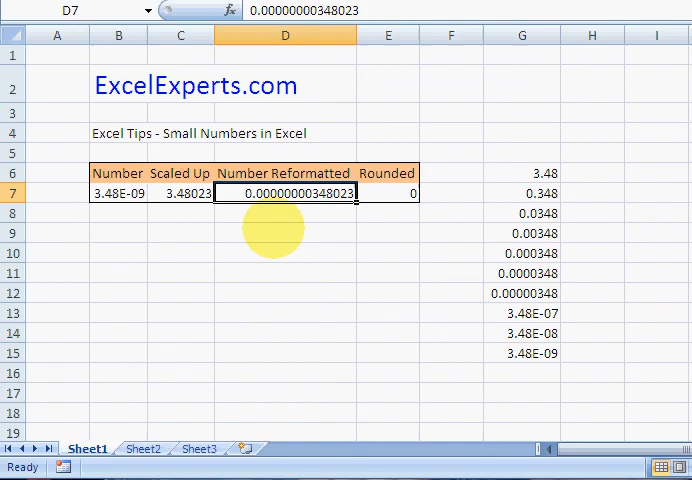 D7 fx 0.00000000348023
A B C D E F G H I
1
2 ExcelExperts.com
3
4 Excel Tips - Small Numbers in Excel
5
6 Number Scaled Up Number Reformatted Rounded 3.48
7 3.48E-09 3.48023 0.00000000348023 0 0.348
8 0.0348
9 0.00348
10 0.000348
11 0.0000348
12 0.00000348
13 3.48E-07
14 3.48E-08
15 3.48E-09
16
17
18
19
Sheet1 Sheet2 Sheet3
Ready